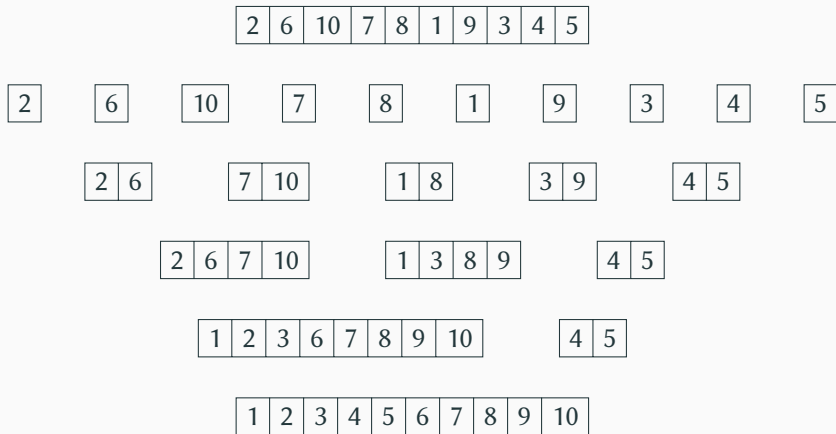 2 6 10 7 8 1 9 3 4 5
2 6 10 7 8 1 9 3 4 5
2 6 7 10 1 8 3 9 4 5
2 6 7 10 1 3 8 9 4 5
1 2 3 6 7 8 9 10 4 5
1 2 3 4 5 6 7 8 9 10